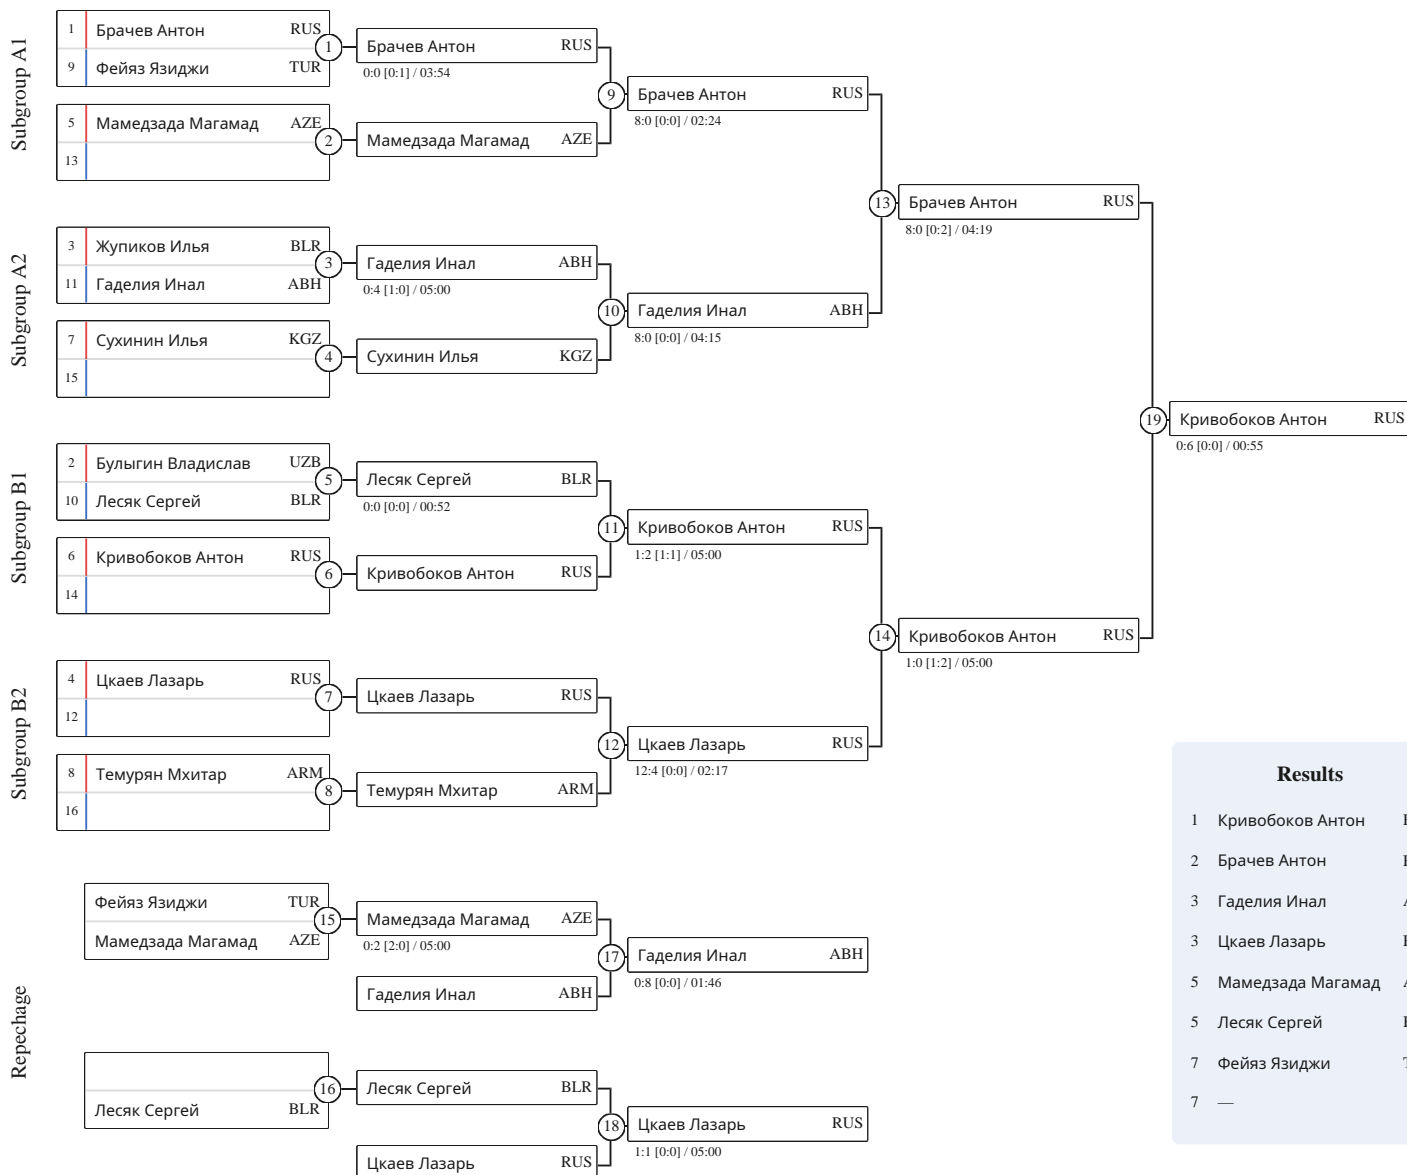 Subgroup A1
1 Брачев Антон RUS
9 Фейяз Язиджи TUR
1
Брачев Антон RUS
0:0 [0:1] / 03:54
5 Мамедзада Магамад AZE
13
2
Мамедзада Магамад AZE
9
Брачев Антон RUS
8:0 [0:0] / 02:24
Subgroup A2
3 Жупиков Илья BLR
11 Гаделия Инал ABH
3
Гаделия Инал ABH
0:4 [1:0] / 05:00
7 Сухинин Илья KGZ
15
4
Сухинин Илья KGZ
10
Гаделия Инал ABH
8:0 [0:0] / 04:15
13
Брачев Антон RUS
8:0 [0:2] / 04:19
Subgroup B1
2 Булыгин Владислав UZB
10 Лесяк Сергей BLR
5
Лесяк Сергей BLR
0:0 [0:0] / 00:52
6 Кривобоков Антон RUS
14
6
Кривобоков Антон RUS
11
Кривобоков Антон RUS
1:2 [1:1] / 05:00
Subgroup B2
4 Цкаев Лазарь RUS
12
7
Цкаев Лазарь RUS
8 Темурян Мхитар ARM
16
8
Темурян Мхитар ARM
12
Цкаев Лазарь RUS
12:4 [0:0] / 02:17
14
Кривобоков Антон RUS
1:0 [1:2] / 05:00
19
Кривобоков Антон RUS
0:6 [0:0] / 00:55
Repechage
Фейяз Язиджи TUR
Мамедзада Магамад AZE
15
Мамедзада Магамад AZE
0:2 [2:0] / 05:00
Гаделия Инал ABH
17
Гаделия Инал ABH
0:8 [0:0] / 01:46
Лесяк Сергей BLR
16
Лесяк Сергей BLR
Цкаев Лазарь RUS
18
Цкаев Лазарь RUS
1:1 [0:0] / 05:00
Results
1 Кривобоков Антон
2 Брачев Антон
3 Гаделия Инал
3 Цкаев Лазарь
5 Мамедзада Магамад
5 Лесяк Сергей
7 Фейяз Язиджи
7 —